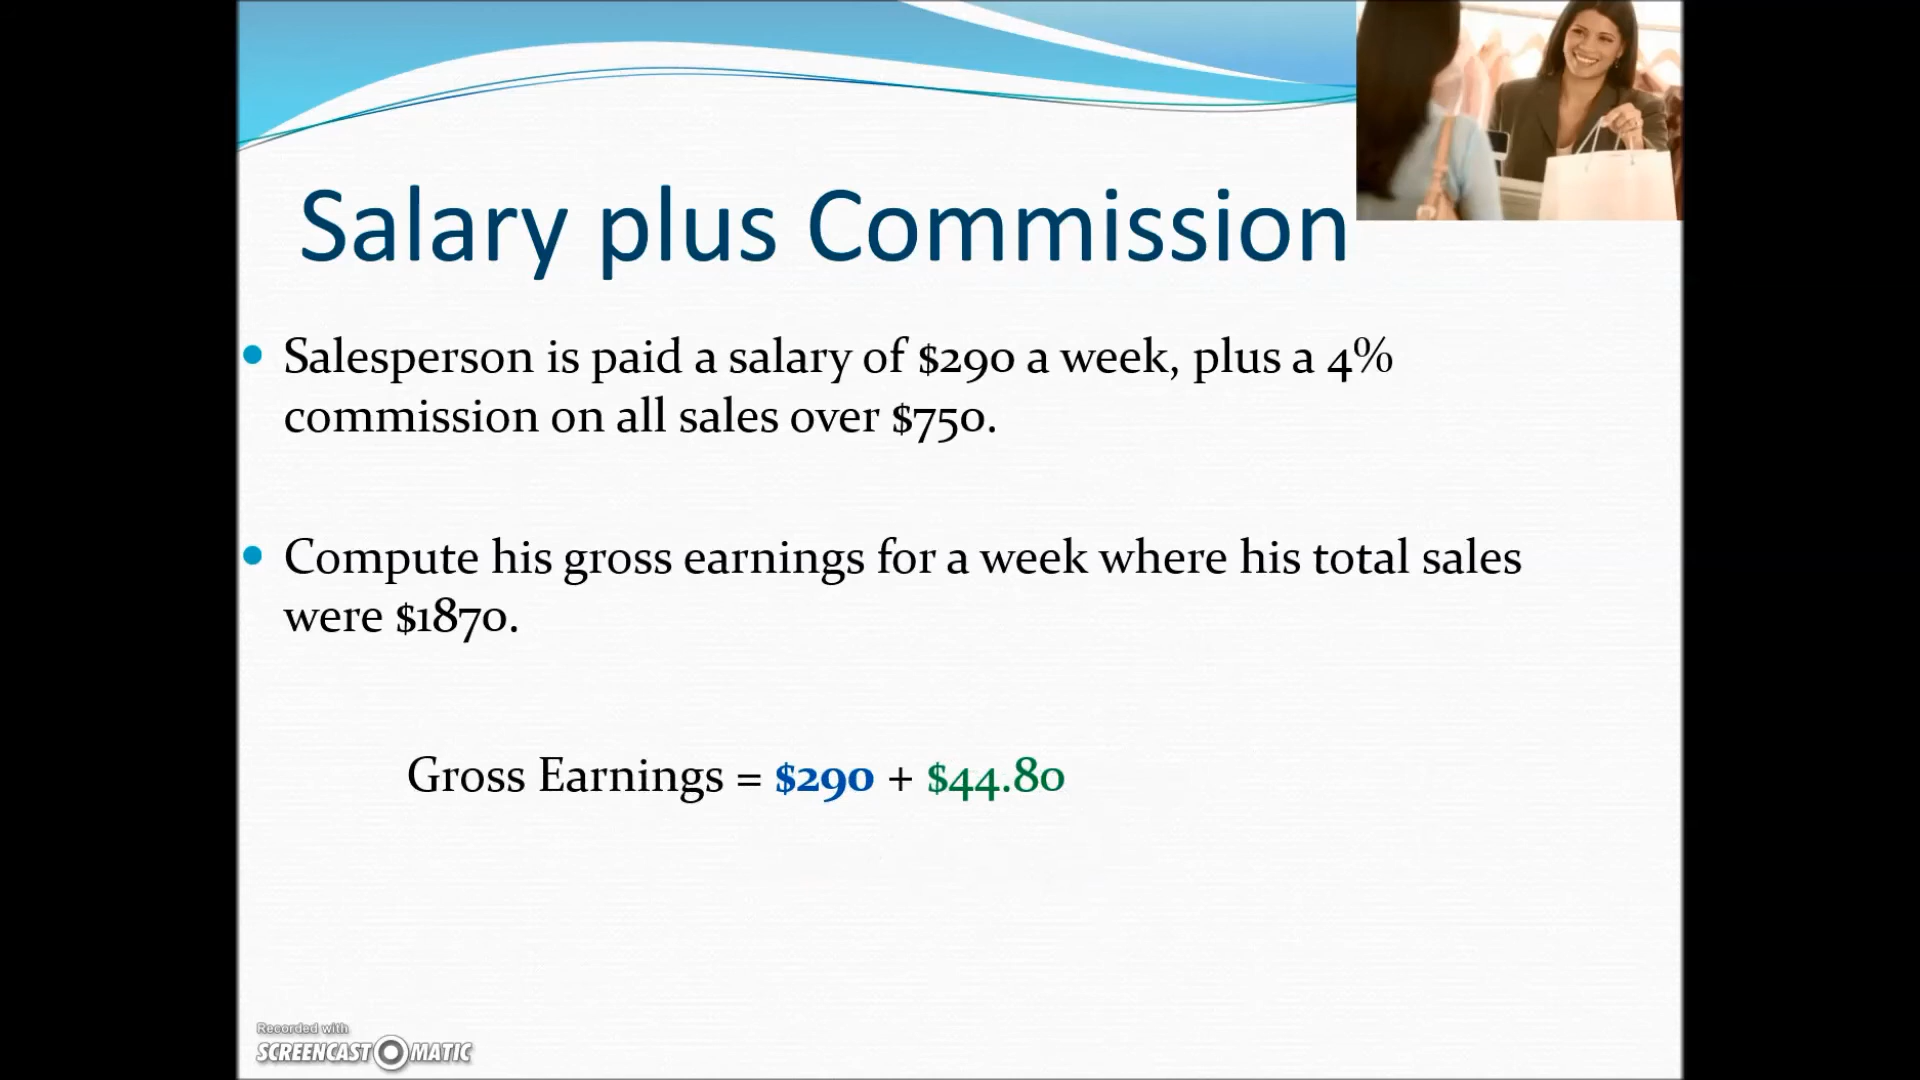 Salary plus Commission
Salesperson is paid a salary of $290 a week, plus a 4%
commission on all sales over $750.
Compute his gross earnings for a week where his total sales
were $1870.
Gross Earnings = $290 + $44.80
Recorded with
SCREENCAST MATIC